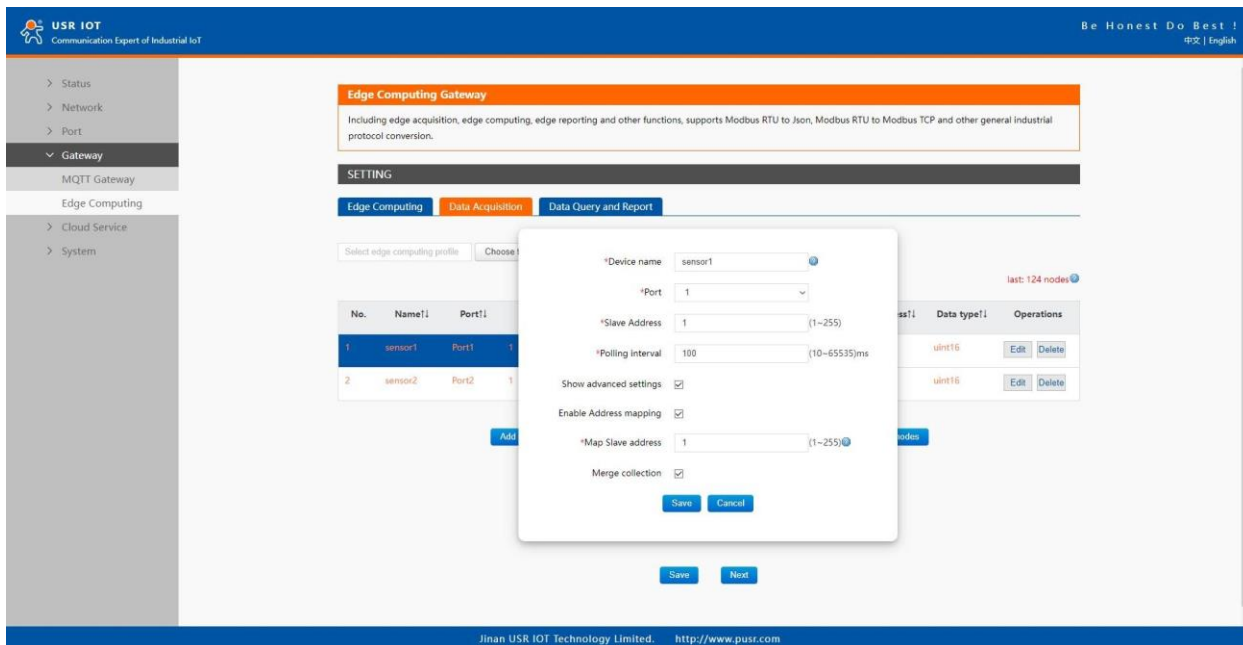 USR IOT
Communication Expert of Industrial IoT
Be Honest Do Best !
中文 | English
Status
Network
Port
Gateway
MQTT Gateway
Edge Computing
Cloud Service
System
Edge Computing Gateway
Including edge acquisition, edge computing, edge reporting and other functions, supports Modbus RTU to Json, Modbus RTU to Modbus TCP and other general industrial
protocol conversion.
SETTING
Edge Computing Data Acquisition Data Query and Report
Select edge computing profile Choose
last: 124 nodes
No. Name↑↓ Port↑↓ Data type↑↓ Operations
1 sensor1 Port1 1 uint16 Edit Delete
2 sensor2 Port2 1 uint16 Edit Delete
Add nodes
*Device name sensor1
*Port 1
*Slave Address 1 (1~255)
*Polling interval 100 (10~65535)ms
Show advanced settings
Enable Address mapping
*Map Slave address 1 (1~255)
Merge collection
Save Cancel
Save Next
Jinan USR IOT Technology Limited. http://www.pusr.com